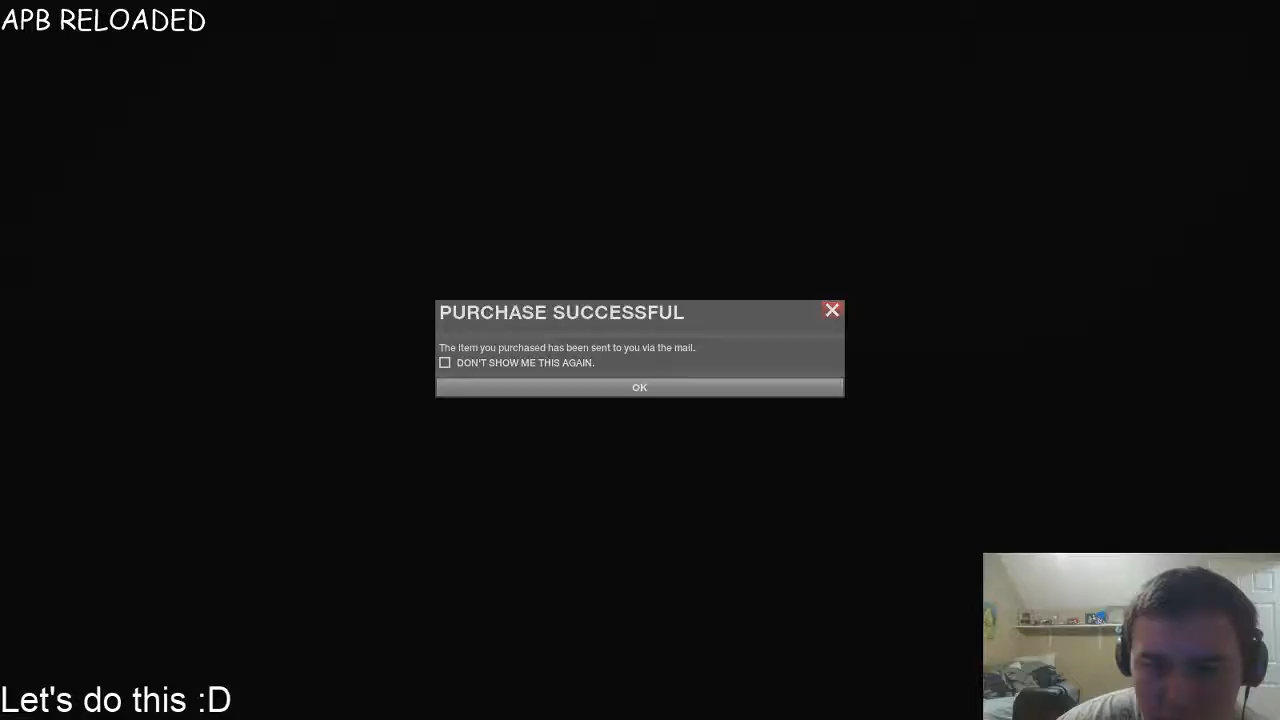 APB RELOADED
PURCHASE SUCCESSFUL
The item you purchased has been sent to you via the mail.
DON'T SHOW ME THIS AGAIN.
OK
Let's do this :D